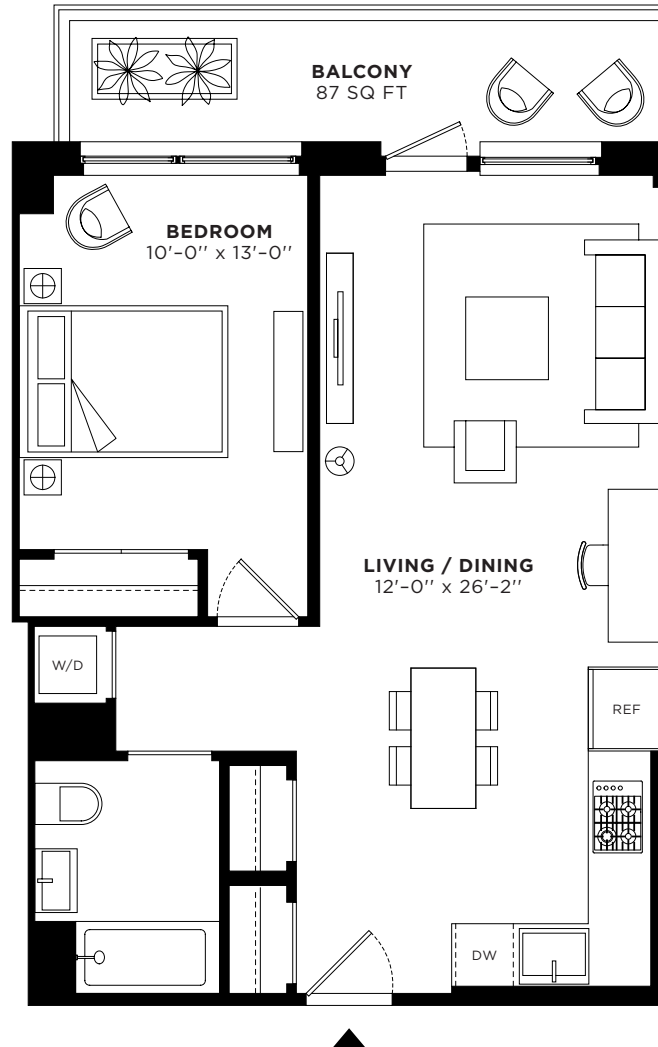 BALCONY
87 SQ FT
BEDROOM
10'-0'' x 13'-0''
LIVING / DINING
12'-0'' x 26'-2''
W/D
REF
DW